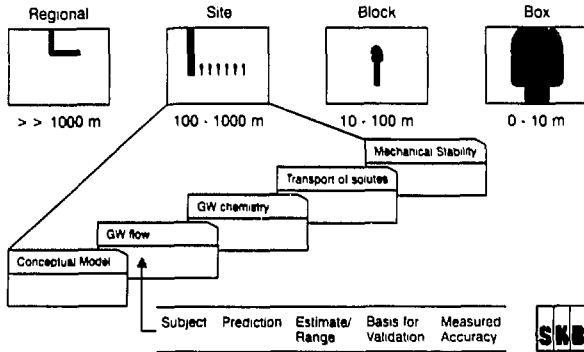 Regional Site Block Box
> > 1000 m 100 - 1000 m 10 - 100 m 0 - 10 m
Mechanical Stability
Transport of solutes
GW chemistry
GW flow
Conceptual Model
Subject Prediction Estimate/ Basis for Measured
Range Validation Accuracy
SKB